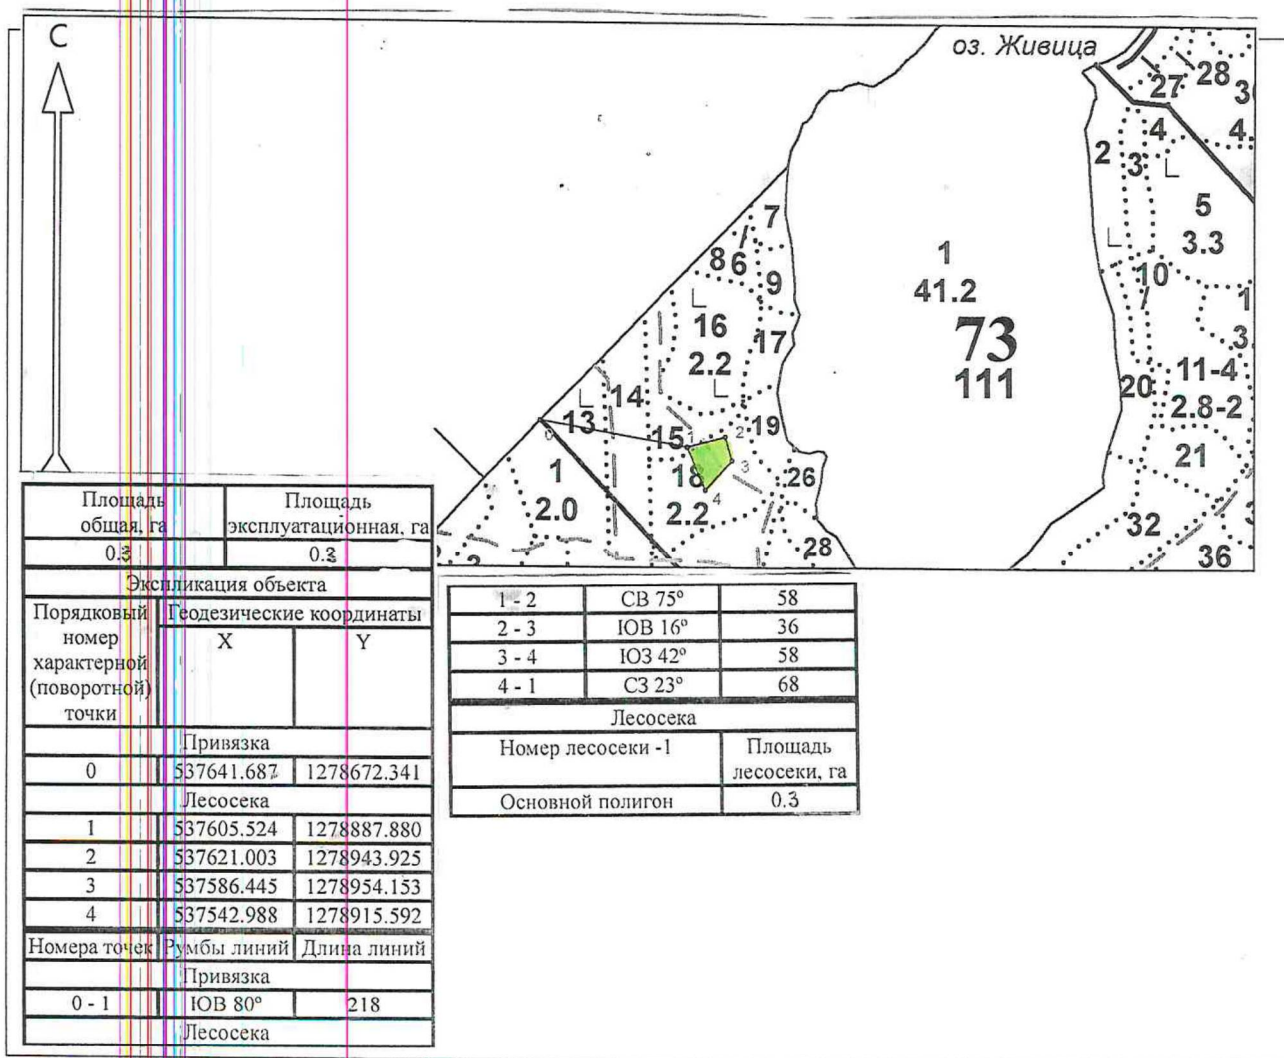 С
оз. Живица
27
28
4
2
3
5
3.3
7
8
6
9
10
1
41.2
73
111
16
2.2
17
20
11-4
2.8-2
14
13
0
15
1
2
19
3
18
4
2.2
1
2.0
26
28
21
32
36
Площадь общая, га
Площадь эксплуатационная, га
0.3
0.3
Экспликация объекта
Порядковый номер характерной (поворотной) точки
Геодезические координаты
X
Y
Привязка
0
537641.687
1278672.341
Лесосека
1
537605.524
1278887.880
2
537621.003
1278943.925
3
537586.445
1278954.153
4
537542.988
1278915.592
Номера точек
Румбы линий
Длина линий
Привязка
0 - 1
ЮВ 80°
218
Лесосека
1 - 2
СВ 75°
58
2 - 3
ЮВ 16°
36
3 - 4
ЮЗ 42°
58
4 - 1
СЗ 23°
68
Лесосека
Номер лесосеки -1
Площадь лесосеки, га
Основной полигон
0.3